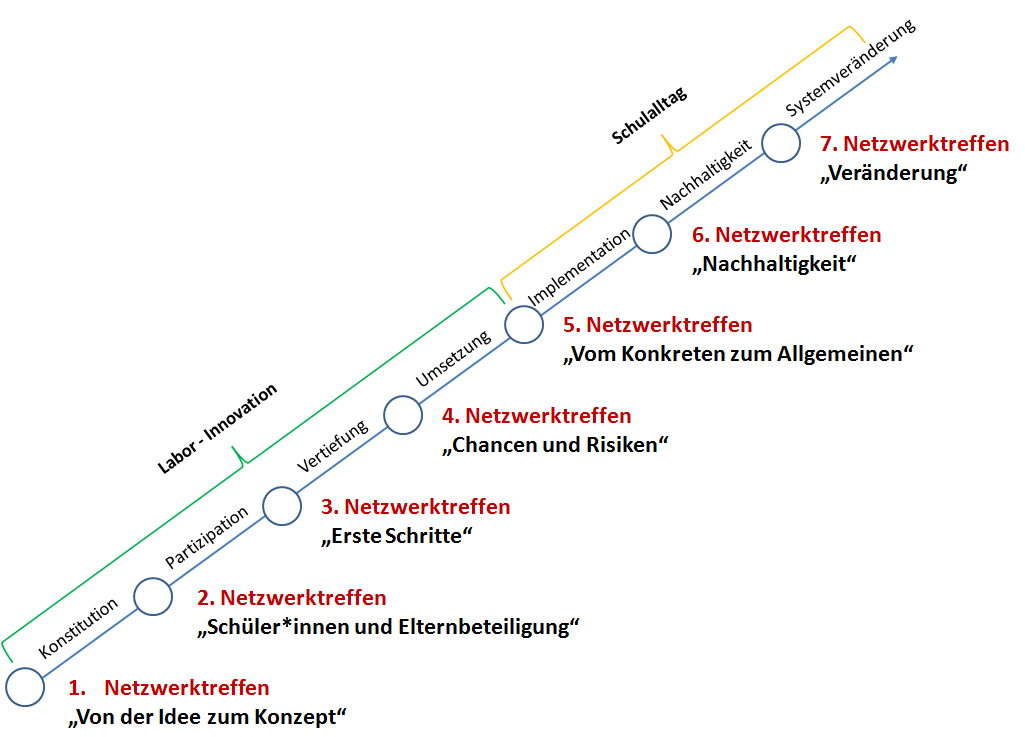 Systemveränderung
Schulalltag
7. Netzwerktreffen
„Veränderung“
Nachhaltigkeit
6. Netzwerktreffen
„Nachhaltigkeit“
Implementation
5. Netzwerktreffen
„Vom Konkreten zum Allgemeinen“
Umsetzung
Labor - Innovation
4. Netzwerktreffen
„Chancen und Risiken“
Vertiefung
3. Netzwerktreffen
„Erste Schritte“
Partizipation
2. Netzwerktreffen
„Schüler*innen und Elternbeteiligung“
Konstitution
1. Netzwerktreffen
„Von der Idee zum Konzept“